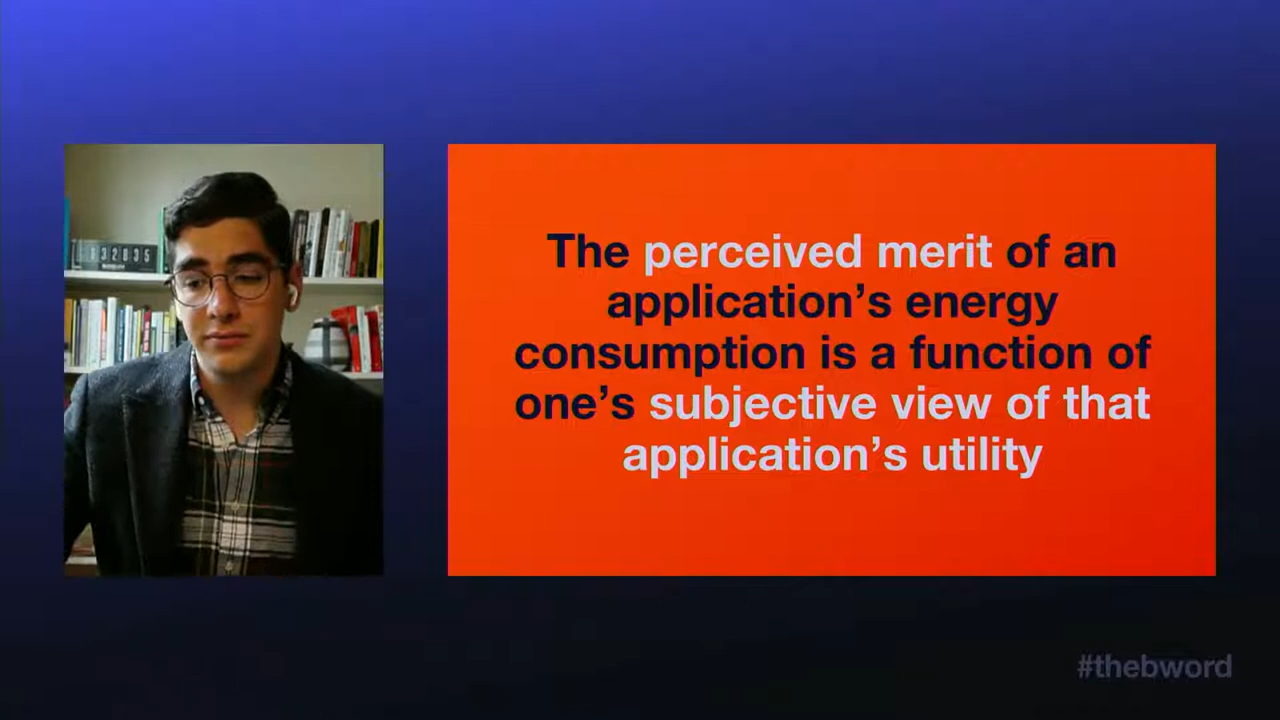 32835
The perceived merit of an
application's energy
consumption is a function of
one's subjective view of that
application's utility
#thebword